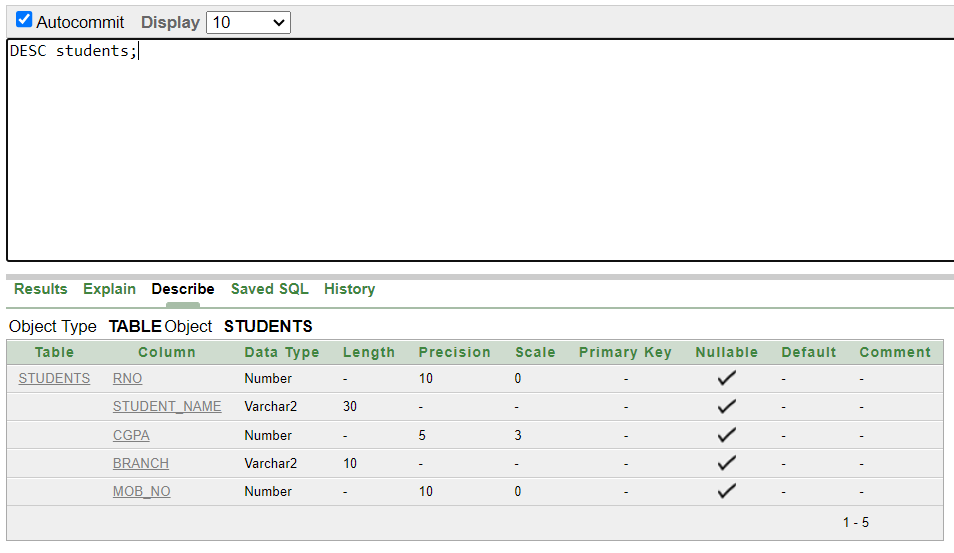 Autocommit Display 10
DESC students;
Results Explain Describe Saved SQL History
Object Type TABLE Object STUDENTS
Table Column Data Type Length Precision Scale Primary Key Nullable Default Comment
STUDENTS RNO Number - 10 0 - ✓ - -
STUDENT_NAME Varchar2 30 - - - ✓ - -
CGPA Number - 5 3 - ✓ - -
BRANCH Varchar2 10 - - - ✓ - -
MOB_NO Number - 10 0 - ✓ - -
1 - 5